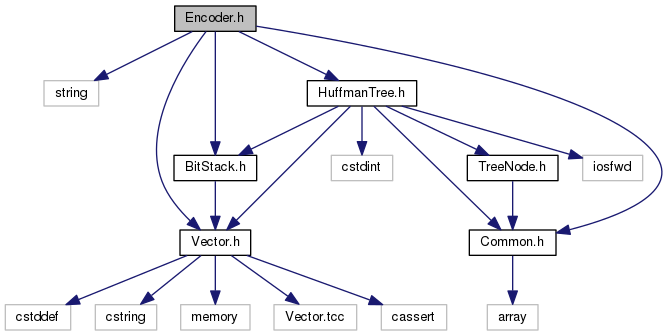 Encoder.h
string
HuffmanTree.h
BitStack.h
cstdint
TreeNode.h
iosfwd
Vector.h
Common.h
cstddef
cstring
memory
Vector.tcc
cassert
array